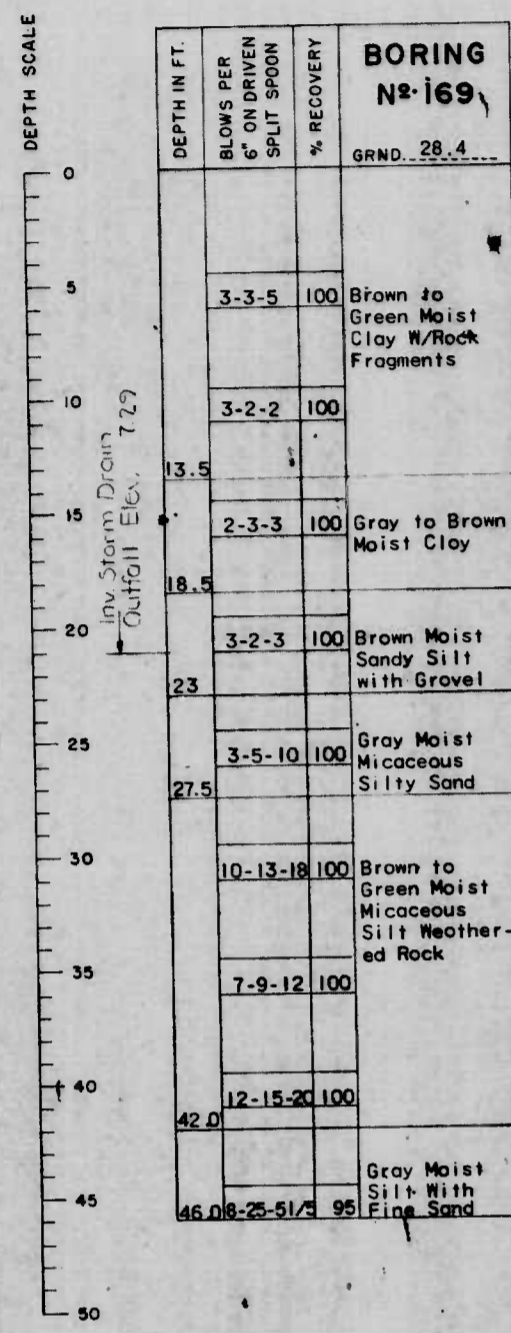 DEPTH SCALE
DEPTH IN FT.
BLOWS PER
6" ON DRIVEN
SPLIT SPOON
% RECOVERY
BORING
Nº. 169
GRND. 28.4
0
5
3-3-5 100 Brown to
Green Moist
Clay W/Rock
Fragments
10
3-2-2 100
Inv. Storm Drain
Outfall Elev. 7.29
13.5
15
2-3-3 100 Gray to Brown
Moist Clay
18.5
20
3-2-3 100 Brown Moist
Sandy Silt
with Gravel
23
25
3-5-10 100 Gray Moist
Micaceous
Silty Sand
27.5
30
10-13-18 100 Brown to
Green Moist
Micaceous
Silt Weather-
ed Rock
35
7-9-12 100
40
12-15-20 100
42.0
Gray Moist
Silt With
Fine Sand
45
46.0 8-25-51/5 95
50